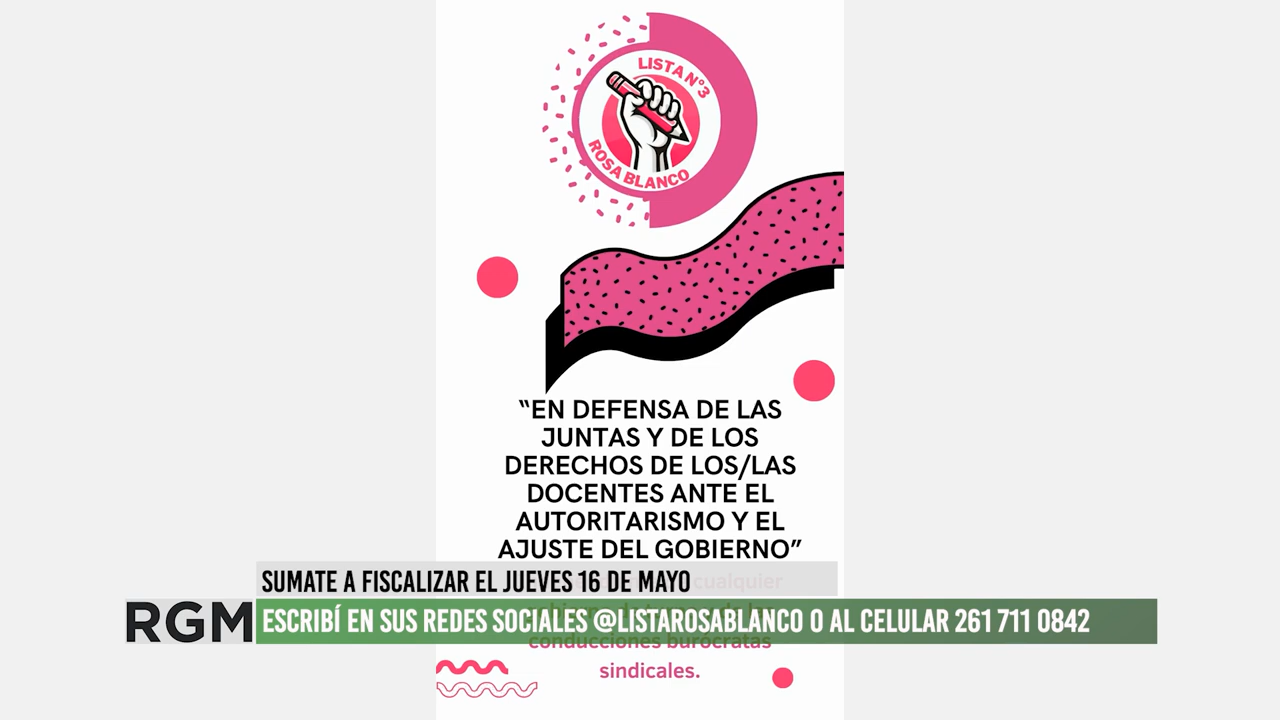 LISTA N°3
ROSA BLANCO
“EN DEFENSA DE LAS
JUNTAS Y DE LOS
DERECHOS DE LOS/LAS
DOCENTES ANTE EL
AUTORITARISMO Y EL
AJUSTE DEL GOBIERNO”
cualquier
SUMATE A FISCALIZAR EL JUEVES 16 DE MAYO
RGM
ESCRIBÍ EN SUS REDES SOCIALES @LISTAROSABLANCO O AL CELULAR 261 711 0842
conducciones burócratas
sindicales.